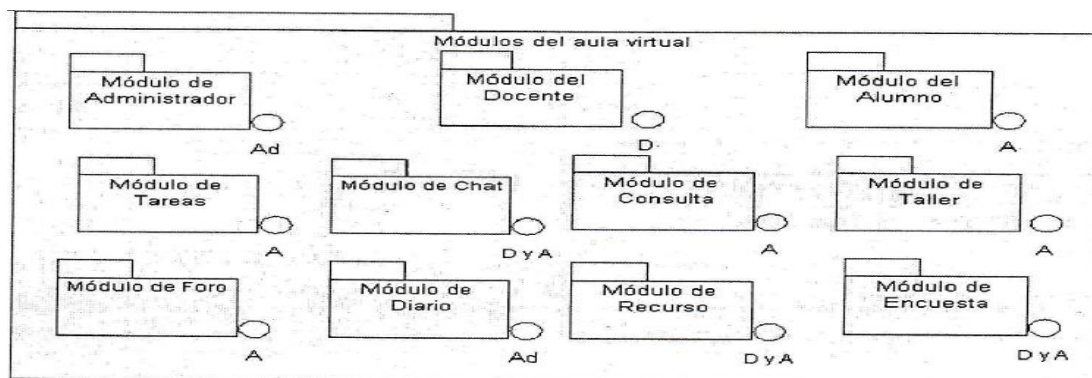 Módulos del aula virtual
Módulo de
Administrador
Ad
Módulo del
Docente
D
Módulo del
Alumno
A
Módulo de
Tareas
A
Módulo de Chat
D y A
Módulo de
Consulta
A
Módulo de
Taller
A
Módulo de Foro
A
Módulo de
Diario
Ad
Módulo de
Recurso
D y A
Módulo de
Encuesta
D y A